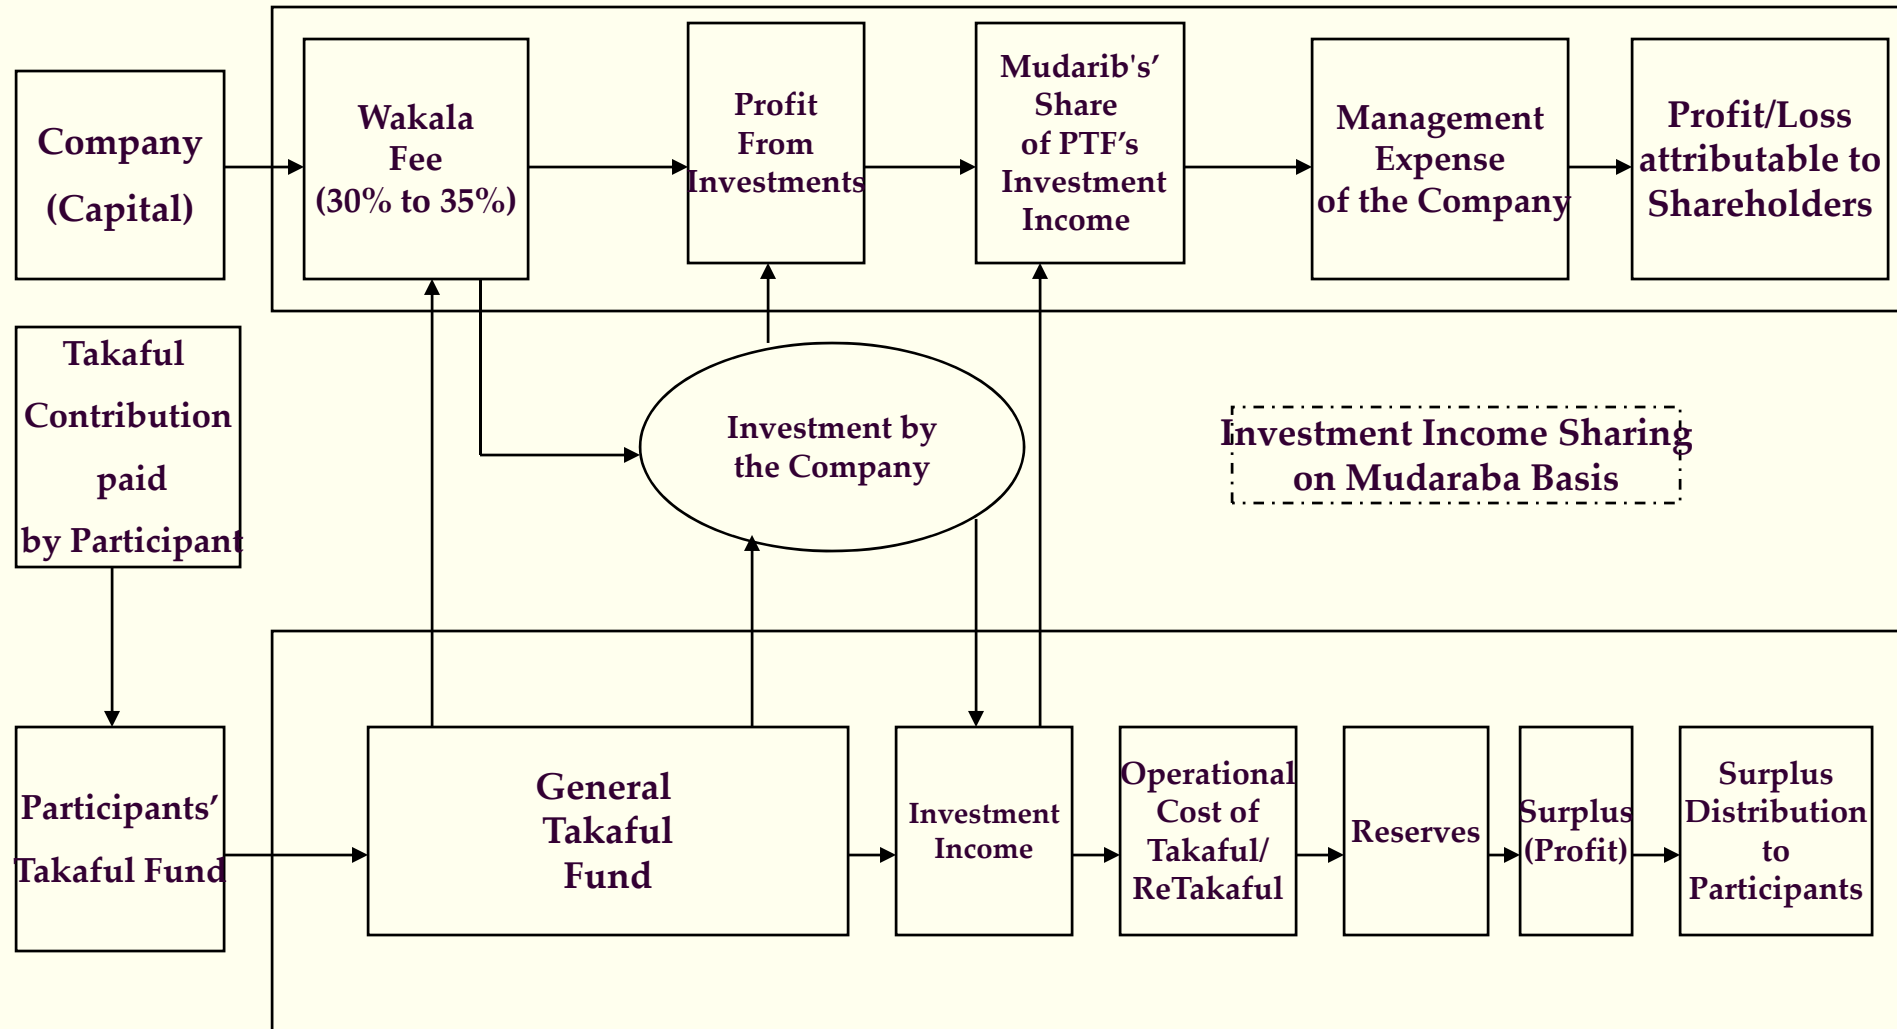 Company
(Capital)
Wakala
Fee
(30% to 35%)
Profit
From
Investments
Mudarib's’
Share
of PTF’s
Investment
Income
Management
Expense
of the Company
Profit/Loss
attributable to
Shareholders
Takaful
Contribution
paid
by Participant
Investment by
the Company
Investment Income Sharing
on Mudaraba Basis
Participants’
Takaful Fund
General
Takaful
Fund
Investment
Income
Operational
Cost of
Takaful/
ReTakaful
Reserves
Surplus
(Profit)
Surplus
Distribution
to
Participants